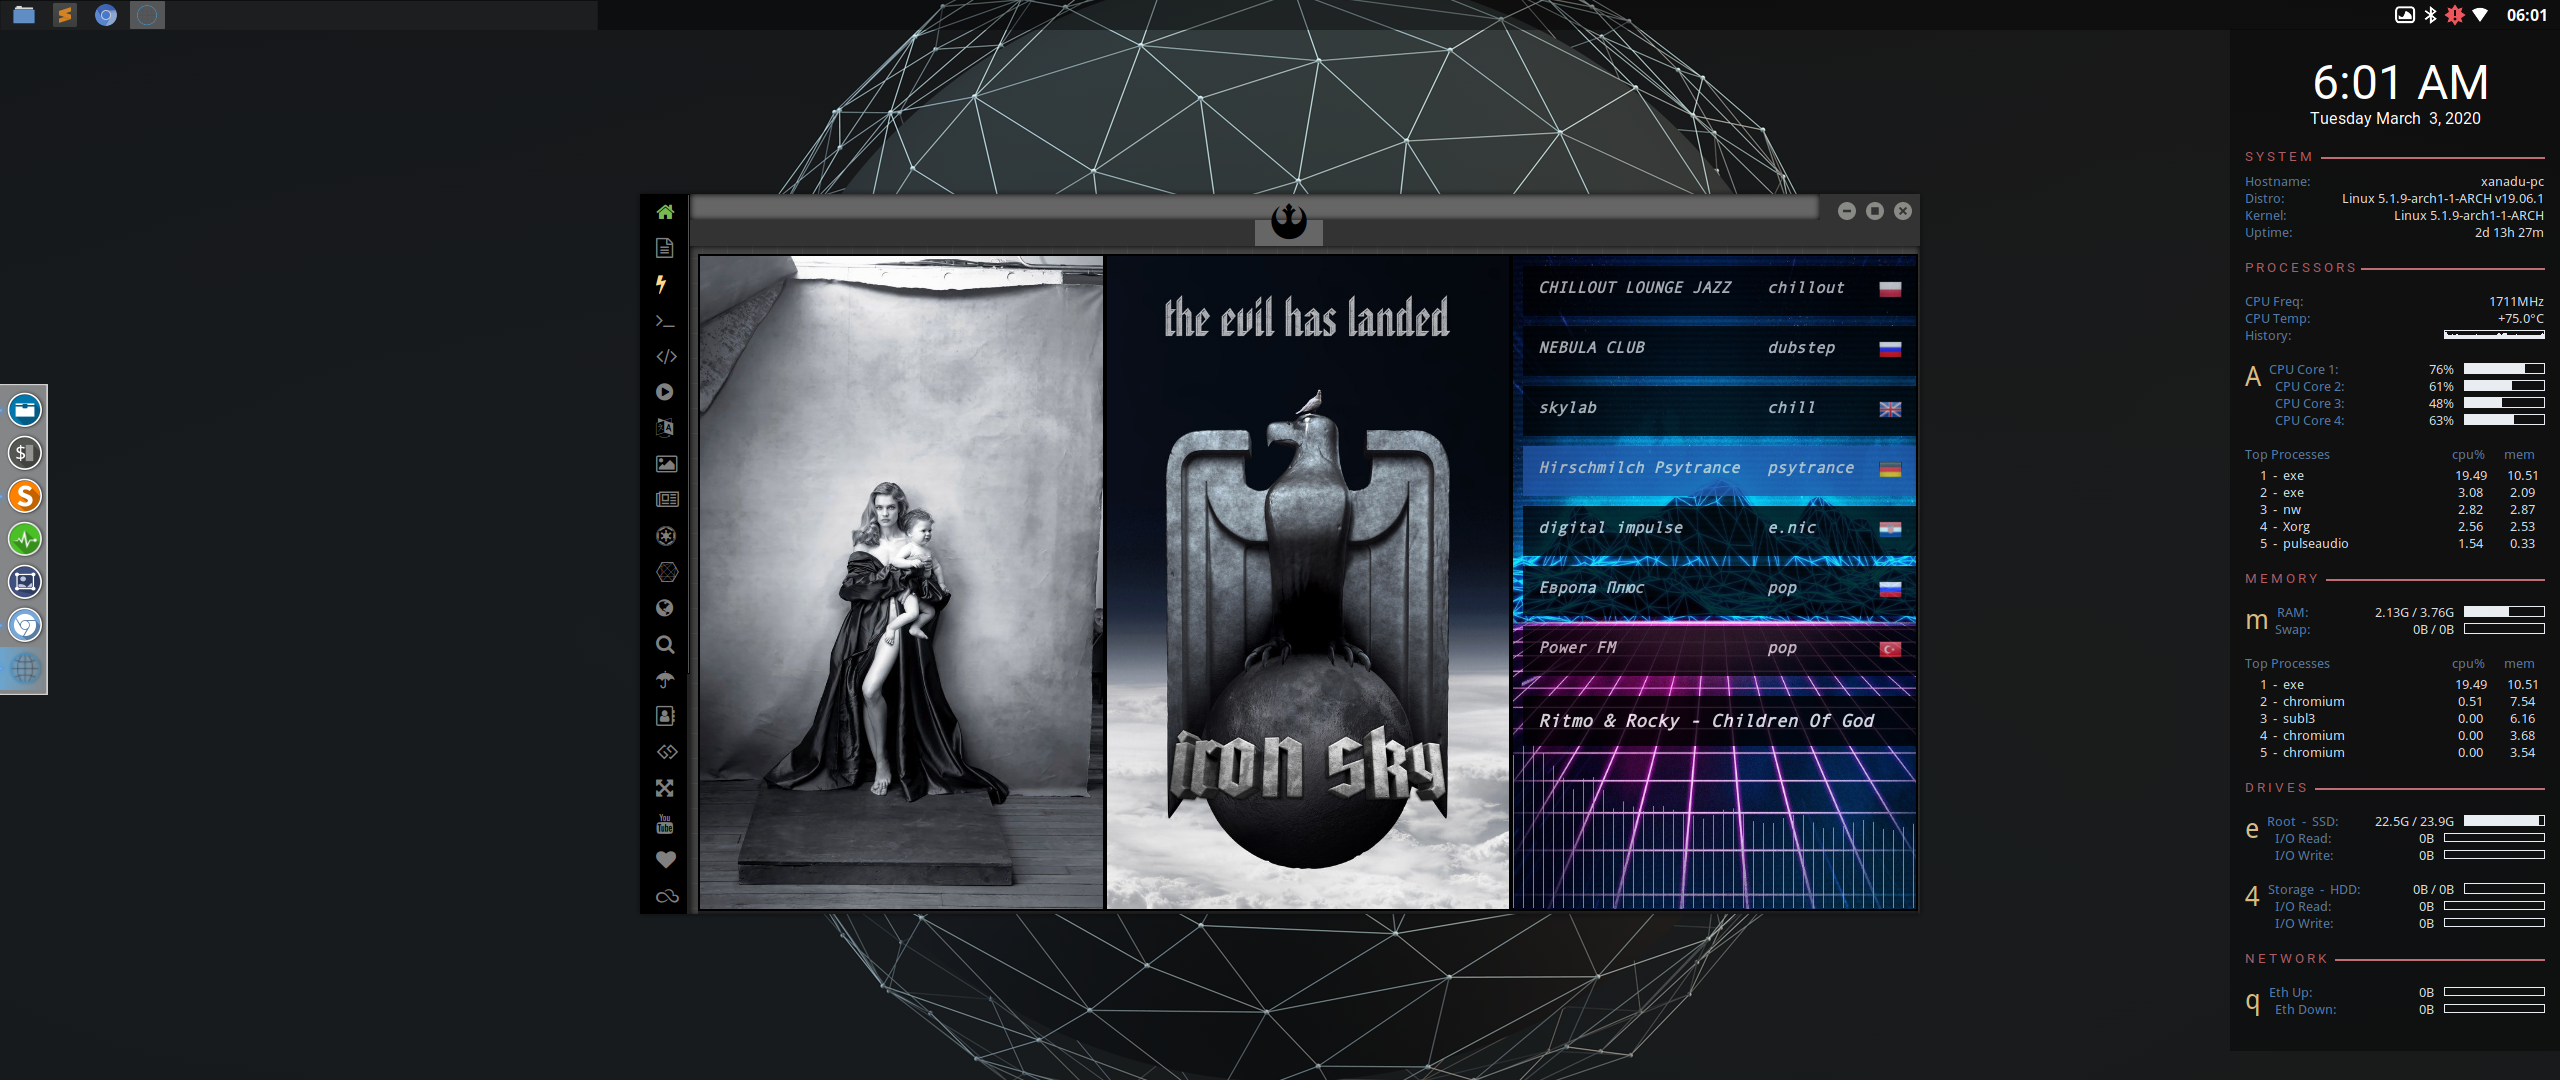 06:01
the evil has landed
iron sky
CHILLOUT LOUNGE JAZZ chillout
NEBULA CLUB dubstep
skylab chill
Hirschmilch Psytrance psytrance
digital impulse e.nic
Европа Плюс pop
Power FM pop
Ritmo & Rocky - Children Of God
You
Tube
6:01 AM
Tuesday March 3, 2020
SYSTEM
Hostname: xanadu-pc
Distro: Linux 5.1.9-arch1-1-ARCH v19.06.1
Kernel: Linux 5.1.9-arch1-1-ARCH
Uptime: 2d 13h 27m
PROCESSORS
CPU Freq: 1711MHz
CPU Temp: +75.0°C
History:
A CPU Core 1: 76%
CPU Core 2: 61%
CPU Core 3: 48%
CPU Core 4: 63%
Top Processes cpu% mem
1 - exe 19.49 10.51
2 - exe 3.08 2.09
3 - nw 2.82 2.87
4 - Xorg 2.56 2.53
5 - pulseaudio 1.54 0.33
MEMORY
m RAM: 2.13G / 3.76G
Swap: 0B / 0B
Top Processes cpu% mem
1 - exe 19.49 10.51
2 - chromium 0.51 7.54
3 - subl3 0.00 6.16
4 - chromium 0.00 3.68
5 - chromium 0.00 3.54
DRIVES
e Root - SSD: 22.5G / 23.9G
I/O Read: 0B
I/O Write: 0B
4 Storage - HDD: 0B / 0B
I/O Read: 0B
I/O Write: 0B
NETWORK
q Eth Up: 0B
Eth Down: 0B